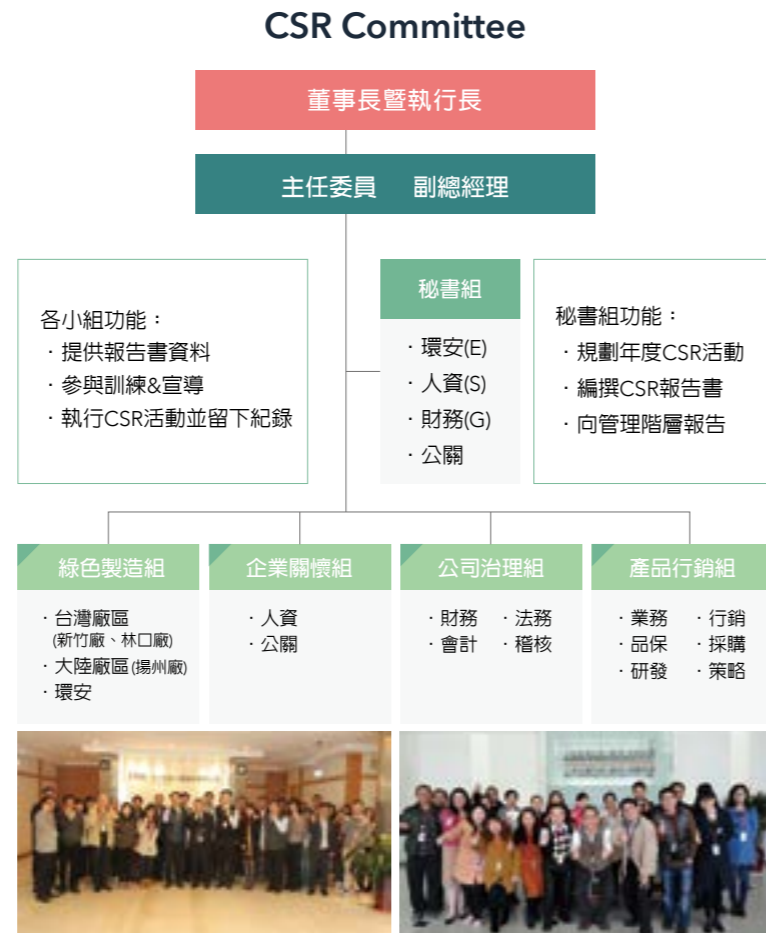 CSR Committee
董事長暨執行長
主任委員 副總經理
各小組功能：
·提供報告書資料
·參與訓練&宣導
·執行CSR活動並留下紀錄
秘書組
·環安(E)
·人資(S)
·財務(G)
·公關
秘書組功能：
·規劃年度CSR活動
·編撰CSR報告書
·向管理階層報告
綠色製造組
·台灣廠區
(新竹廠、林口廠)
·大陸廠區(揚州廠)
·環安
企業關懷組
·人資
·公關
公司治理組
·財務 ·法務
·會計 ·稽核
產品行銷組
·業務 ·行銷
·品保 ·採購
·研發 ·策略